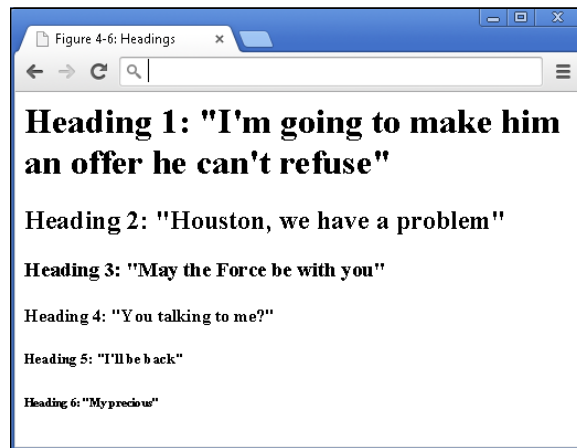 Figure 4-6: Headings
Heading 1: "I'm going to make him
an offer he can't refuse"
Heading 2: "Houston, we have a problem"
Heading 3: "May the Force be with you"
Heading 4: "You talking to me?"
Heading 5: "I'll be back"
Heading 6: "My precious"